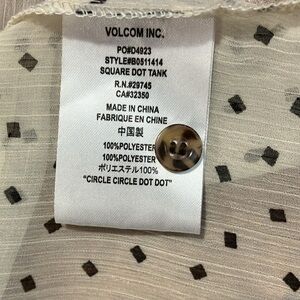 VOLCOM INC.
PO#D4923
STYLE#B0511414
SQUARE DOT TANK
R.N.#29745
CA#32350
MADE IN CHINA
FABRIQUE EN CHINE
中国製
100%POLYESTER
100%POLYESTER
ポリエステル100%
"CIRCLE CIRCLE DOT DOT"